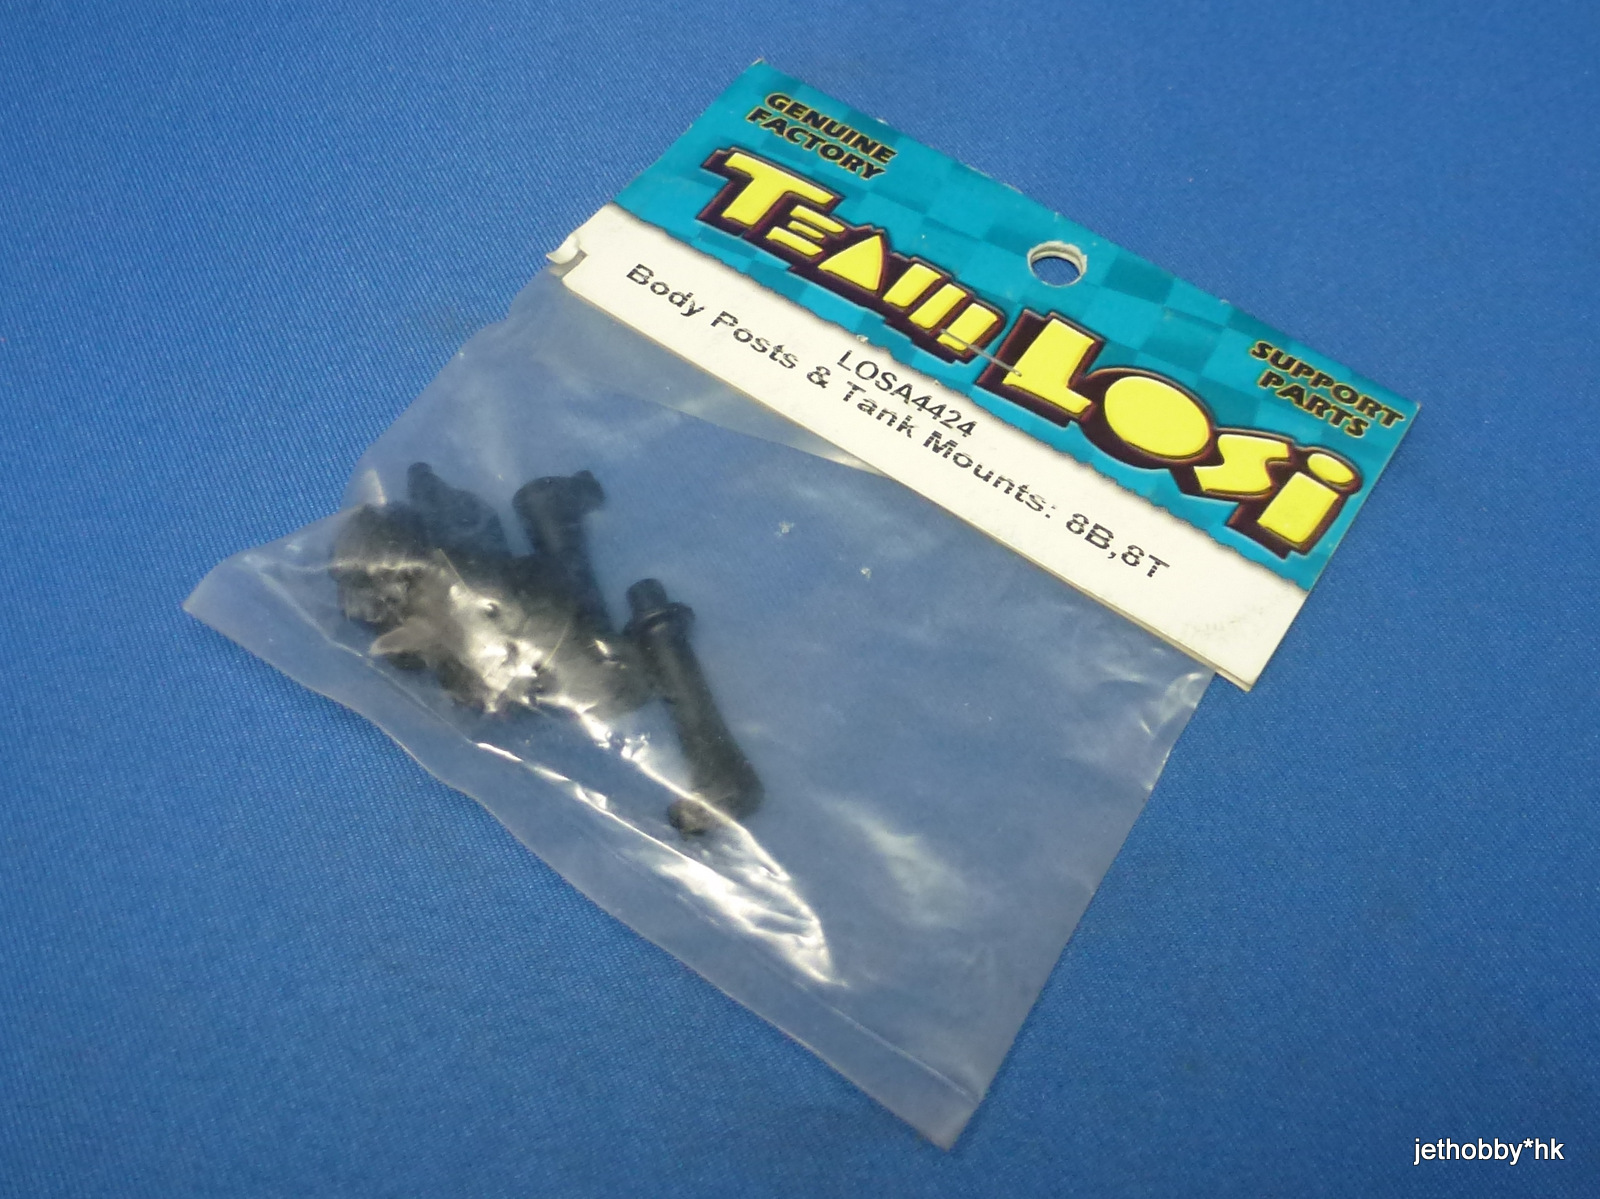 GENUINE
FACTORY
TEAM LOSI
SUPPORT
PARTS
LOSA4424
Body Posts & Tank Mounts: 8B,8T
jethobby*hk